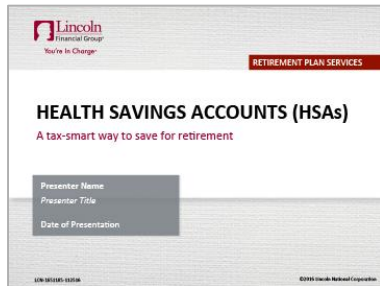 Lincoln
Financial Group®
You're In Charge®
RETIREMENT PLAN SERVICES
HEALTH SAVINGS ACCOUNTS (HSAs)
A tax-smart way to save for retirement
Presenter Name
Presenter Title
Date of Presentation
©2016 Lincoln National Corporation